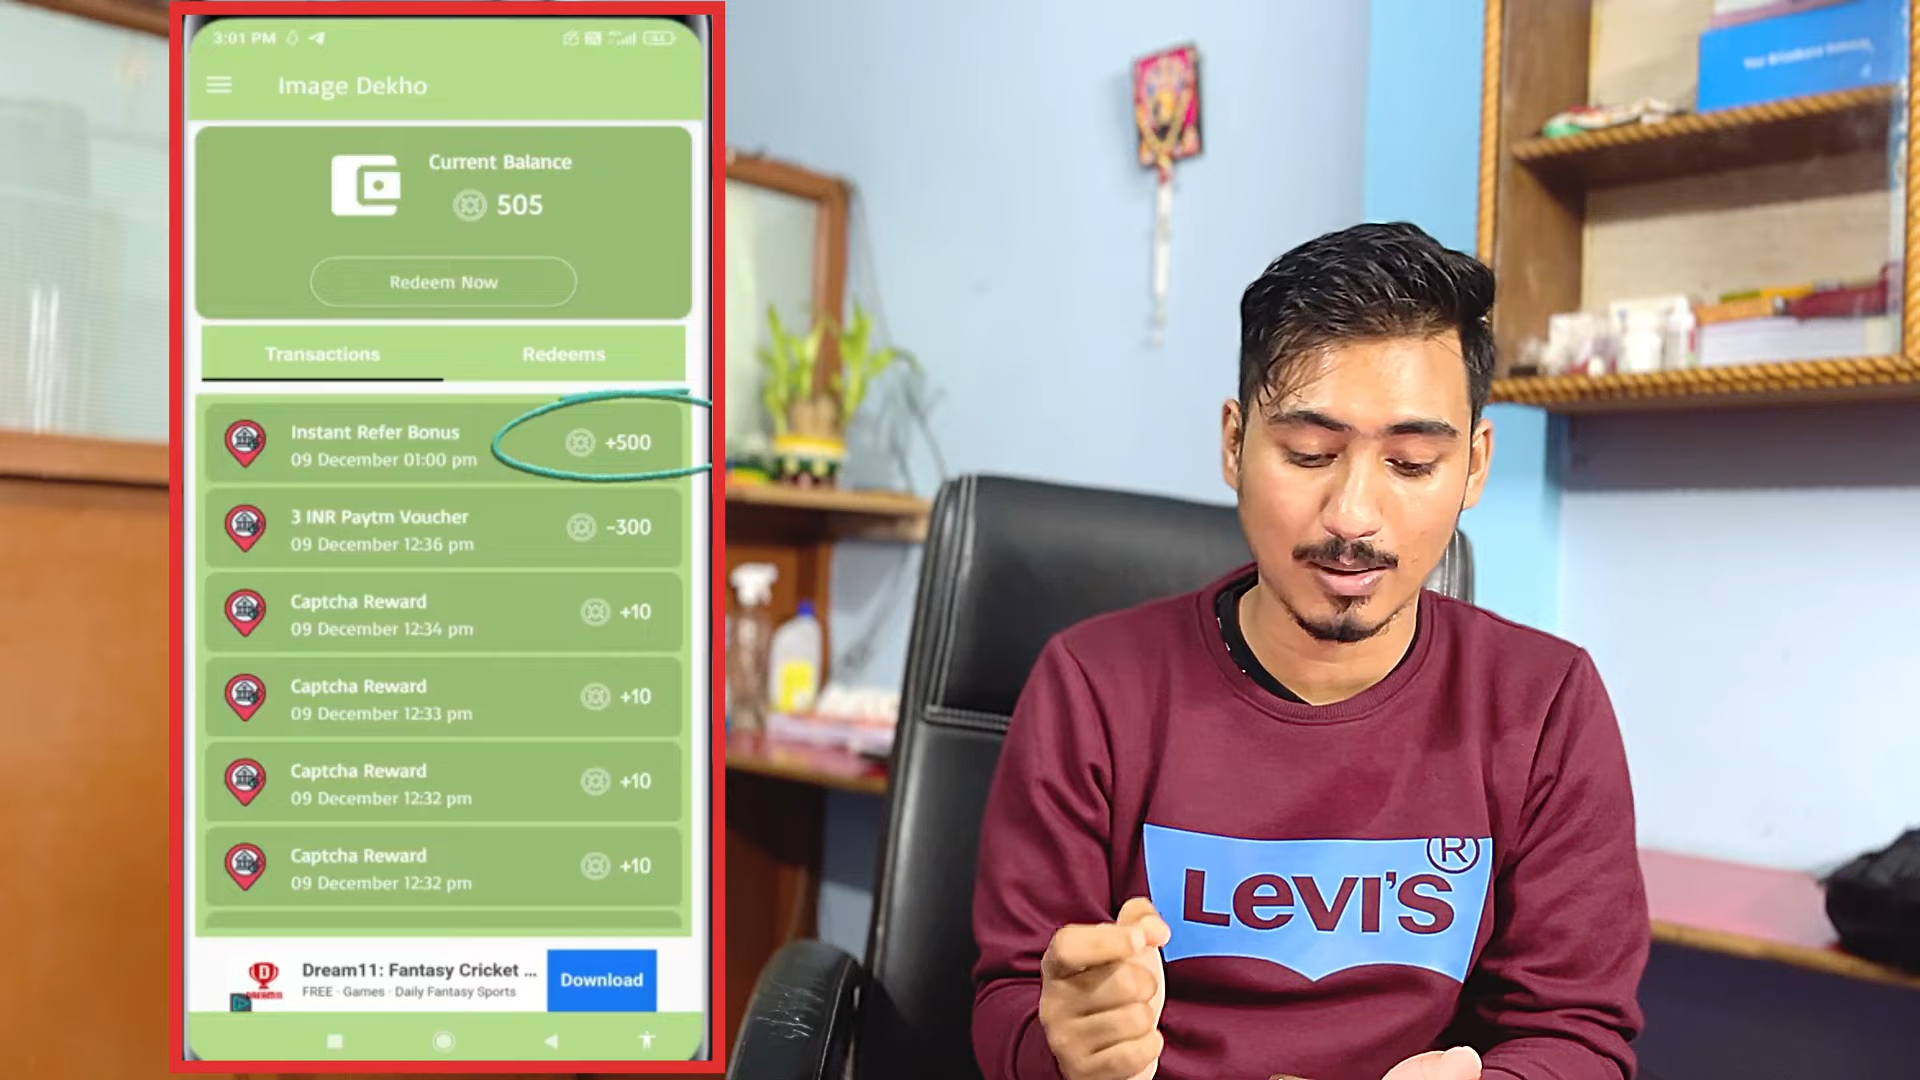 3:01 PM
Image Dekho
Current Balance
505
Redeem Now
Transactions
Redeems
Instant Refer Bonus
+500
09 December 01:00 pm
3 INR Paytm Voucher
-300
09 December 12:36 pm
Captcha Reward
+10
09 December 12:34 pm
Captcha Reward
+10
09 December 12:33 pm
Captcha Reward
+10
09 December 12:32 pm
Captcha Reward
+10
09 December 12:32 pm
Dream11: Fantasy Cricket ...
FREE · Games · Daily Fantasy Sports
Download
LEVI'S
®